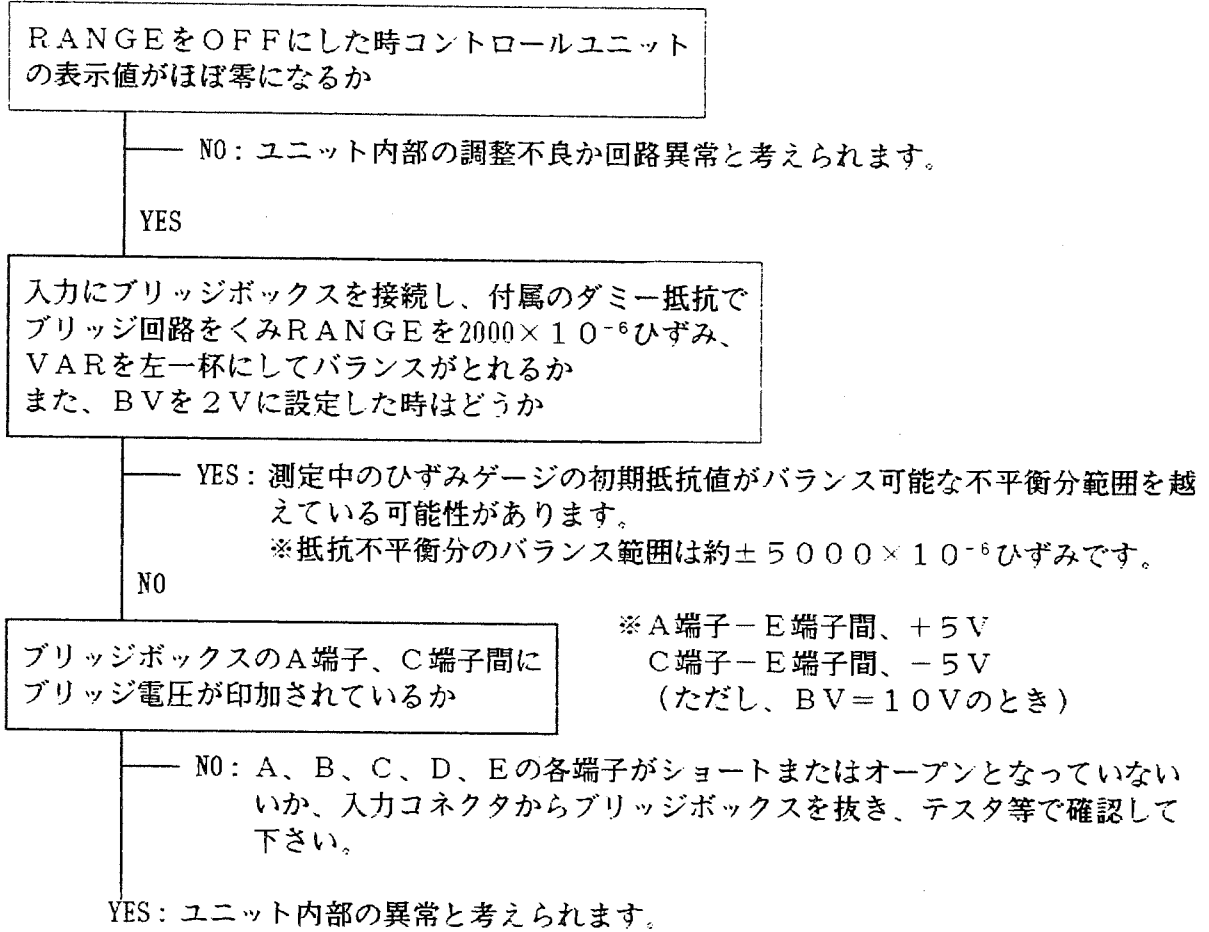 RANGEをOFFにした時コントロールユニット
の表示値がほぼ零になるか
NO：ユニット内部の調整不良か回路異常と考えられます。
YES
入力にブリッジボックスを接続し、付属のダミー抵抗で
ブリッジ回路をくみRANGEを2000×10⁻⁶ひずみ、
VARを左一杯にしてバランスがとれるか
また、BVを2Vに設定した時はどうか
YES：測定中のひずみゲージの初期抵抗値がバランス可能な不平衡分範囲を越
えている可能性があります。
※抵抗不平衡分のバランス範囲は約±5000×10⁻⁶ひずみです。
NO
ブリッジボックスのA端子、C端子間に
ブリッジ電圧が印加されているか
※A端子－E端子間、＋5V
C端子－E端子間、－5V
（ただし、BV＝10Vのとき）
NO：A、B、C、D、Eの各端子がショートまたはオープンとなっていない
いか、入力コネクタからブリッジボックスを抜き、テスタ等で確認して
下さい。
YES：ユニット内部の異常と考えられます。